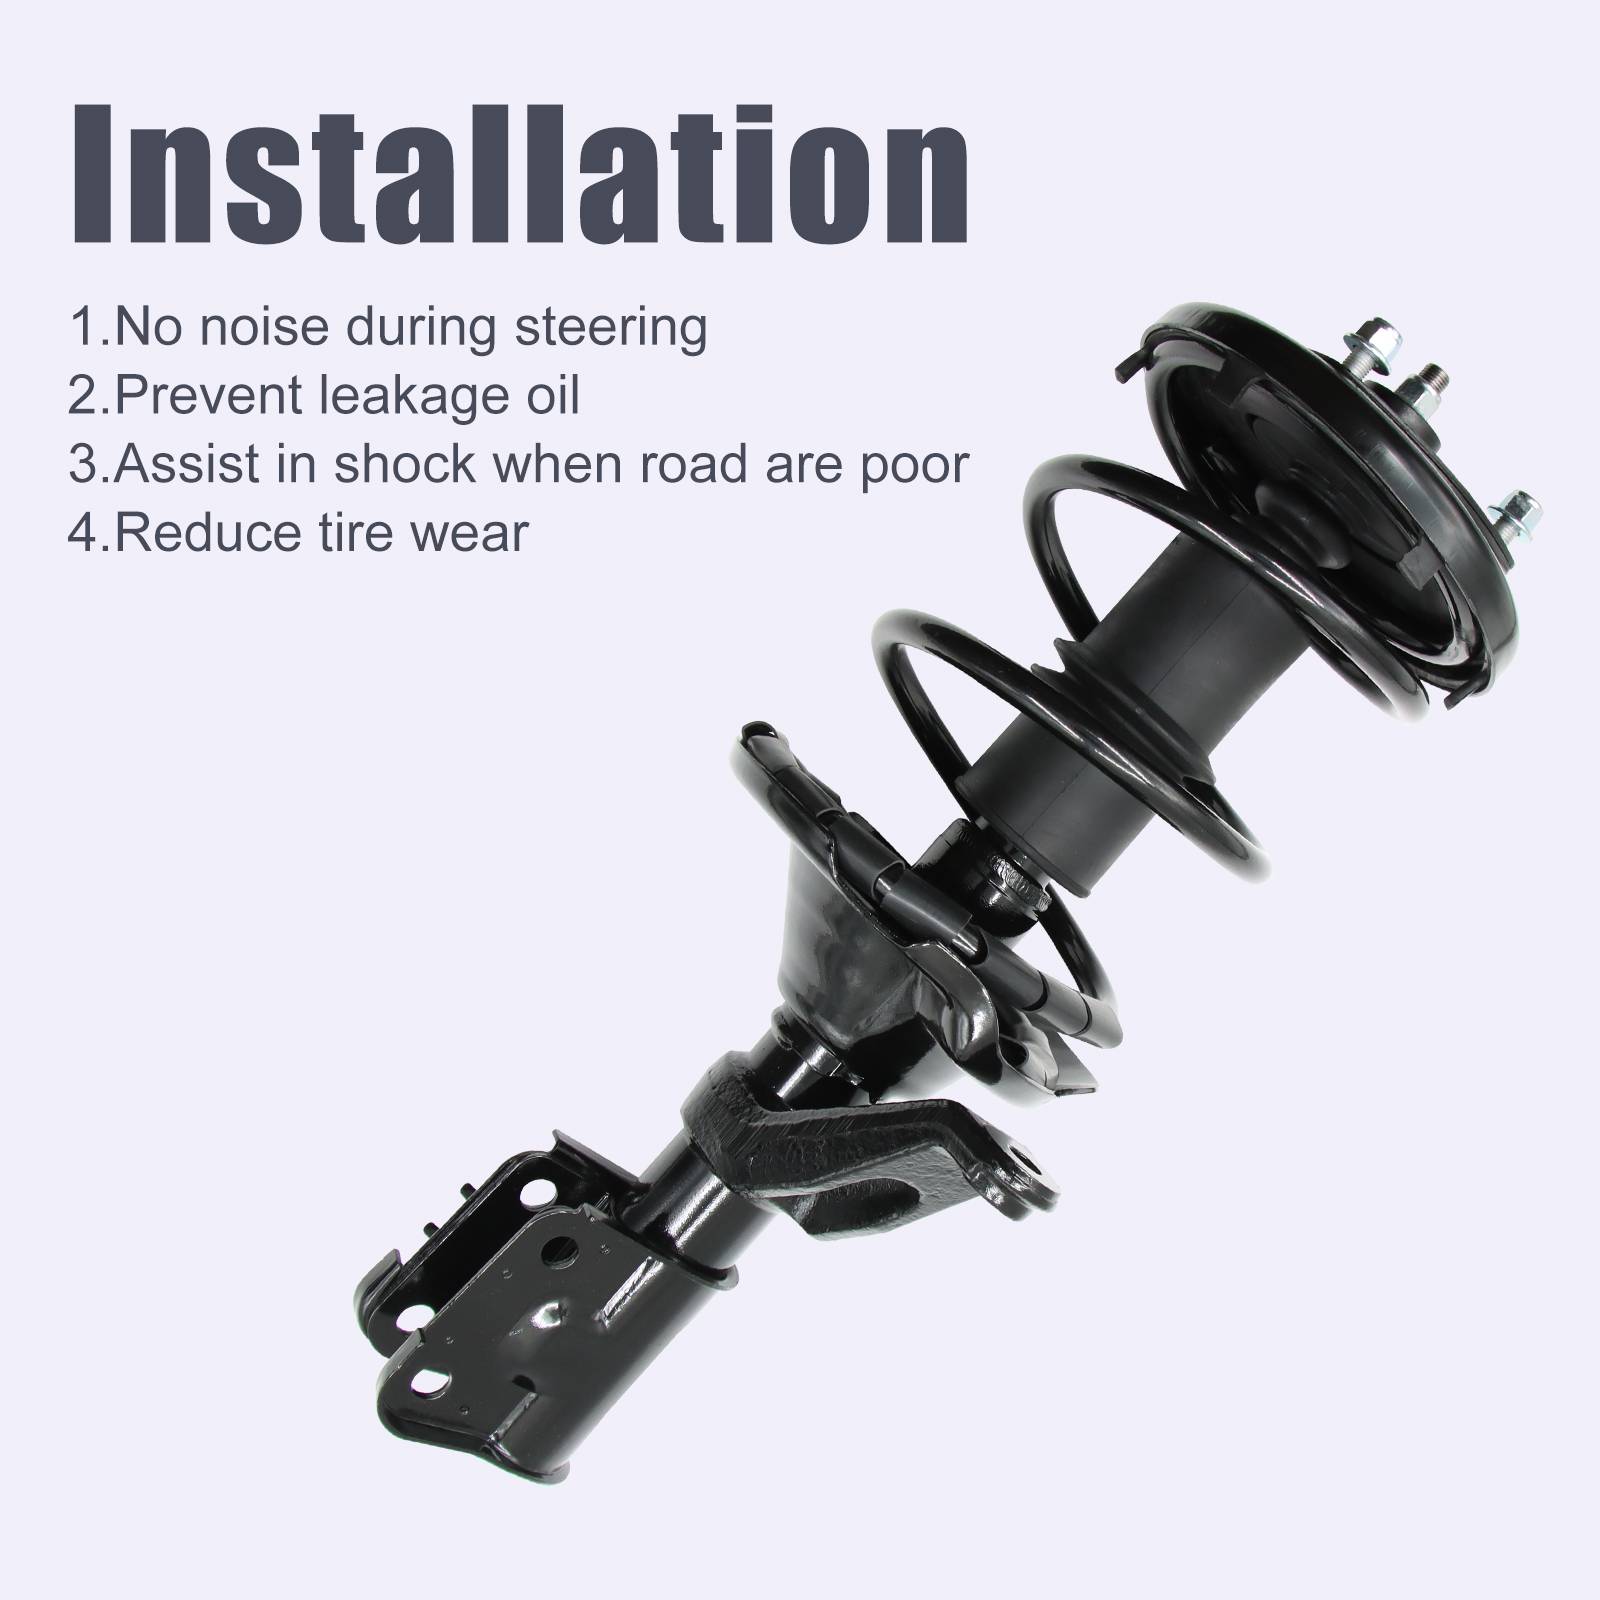 Installation
1.No noise during steering
2.Prevent leakage oil
3.Assist in shock when road are poor
4.Reduce tire wear